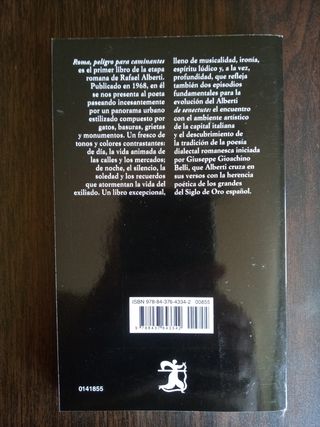 Roma, peligro para caminantes
es el primer libro de la etapa
romana de Rafael Alberti.
Publicado en 1968, en él
se nos presenta al poeta
paseando incesantemente
por un panorama urbano
estilizado compuesto por
gatos, basuras, grietas
y monumentos. Un fresco de
tonos y colores contrastantes:
de día, la vida animada de
las calles y los mercados;
de noche, el silencio, la
soledad y los recuerdos
que atormentan la vida del
exiliado. Un libro excepcional,
lleno de musicalidad, ironía,
espíritu lúdico y, a la vez,
profundidad, que refleja
también dos episodios
fundamentales para la
evolución del Alberti
de senectute: el encuentro
con el ambiente artístico
de la capital italiana
y el descubrimiento de
la tradición de la poesía
dialectal romanesca iniciada
por Giuseppe Gioachino
Belli, que Alberti cruza en
sus versos con la herencia
poética de los grandes
del Siglo de Oro español.
ISBN 978-84-376-4334-2 00855
9 788437 643342
0141855